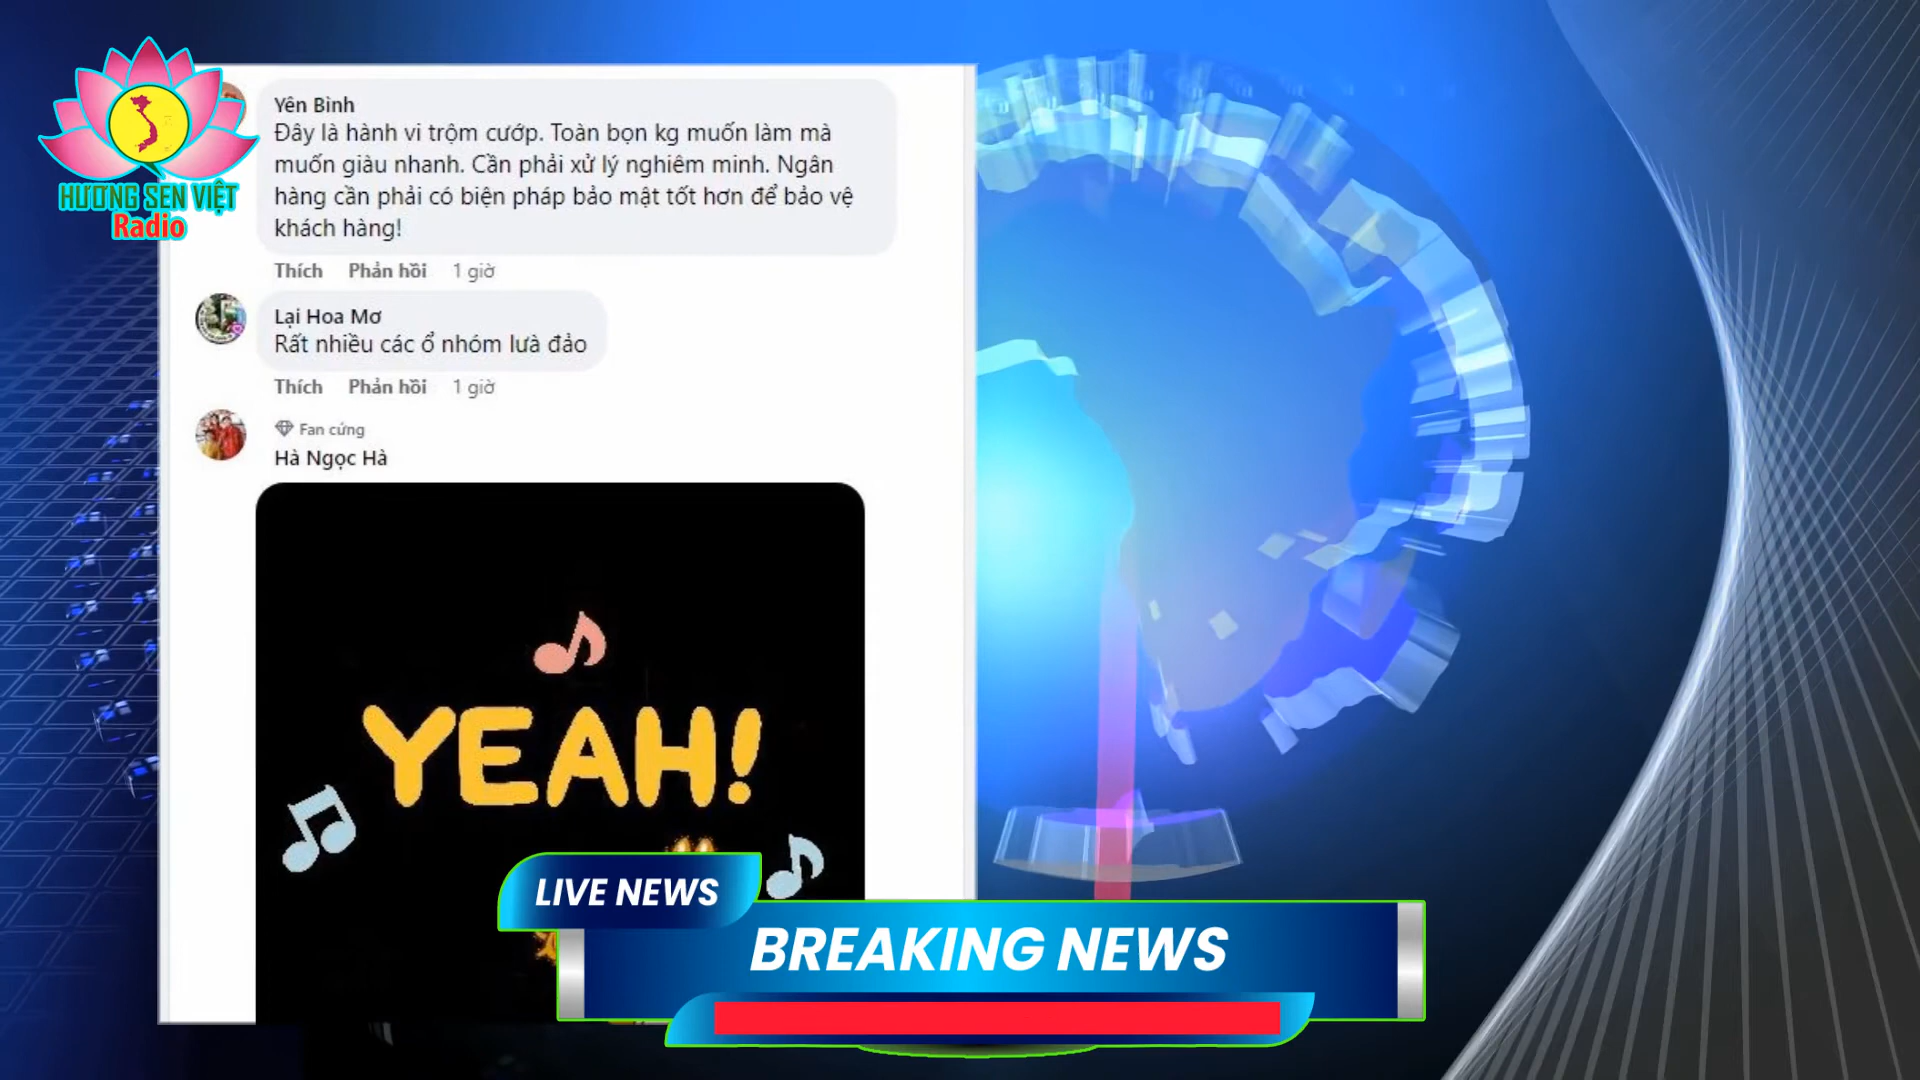 HƯƠNG SEN VIỆT
Radio
Yên Bình
Đây là hành vi trộm cướp. Toàn bọn kg muốn làm mà
muốn giàu nhanh. Cần phải xử lý nghiêm minh. Ngân
hàng cần phải có biện pháp bảo mật tốt hơn để bảo vệ
khách hàng!
Thích Phản hồi 1 giờ
Lại Hoa Mơ
Rất nhiều các ổ nhóm lưà đảo
Thích Phản hồi 1 giờ
Fan cứng
Hà Ngọc Hà
YEAH!
LIVE NEWS
BREAKING NEWS